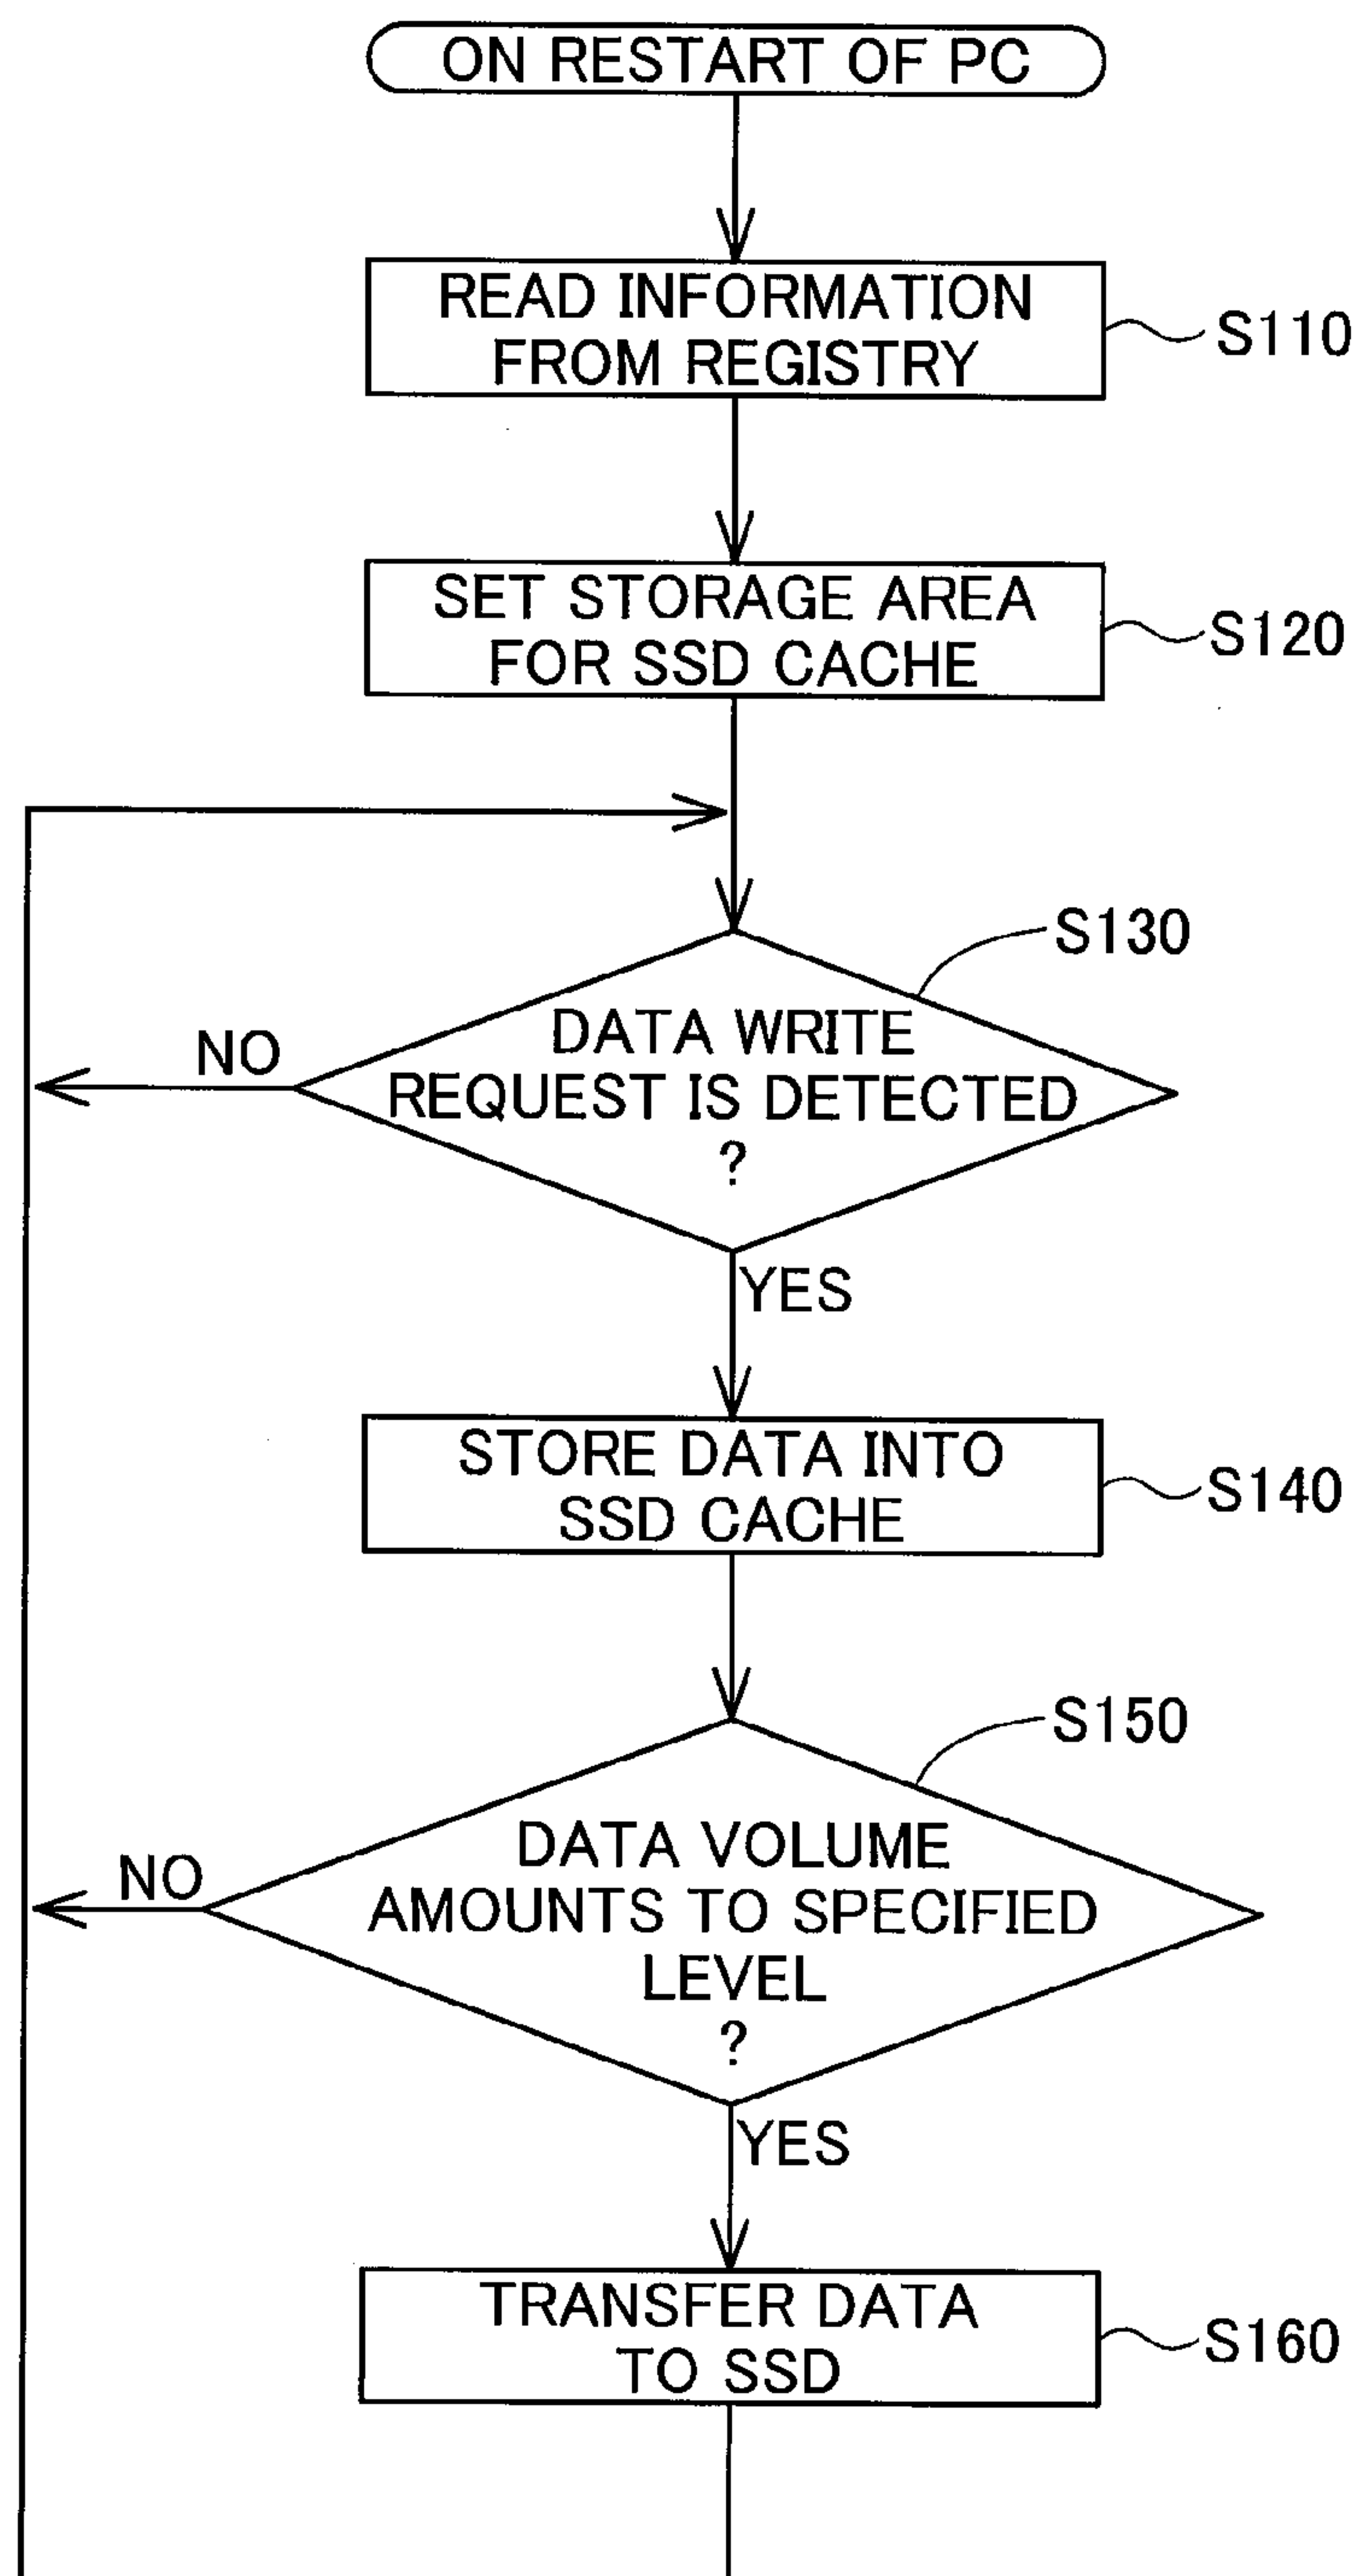 ON RESTART OF PC
READ INFORMATION
FROM REGISTRY
S110
SET STORAGE AREA
FOR SSD CACHE
S120
S130
DATA WRITE
REQUEST IS DETECTED
?
NO
YES
STORE DATA INTO
SSD CACHE
S140
S150
DATA VOLUME
AMOUNTS TO SPECIFIED
LEVEL
?
NO
YES
TRANSFER DATA
TO SSD
S160